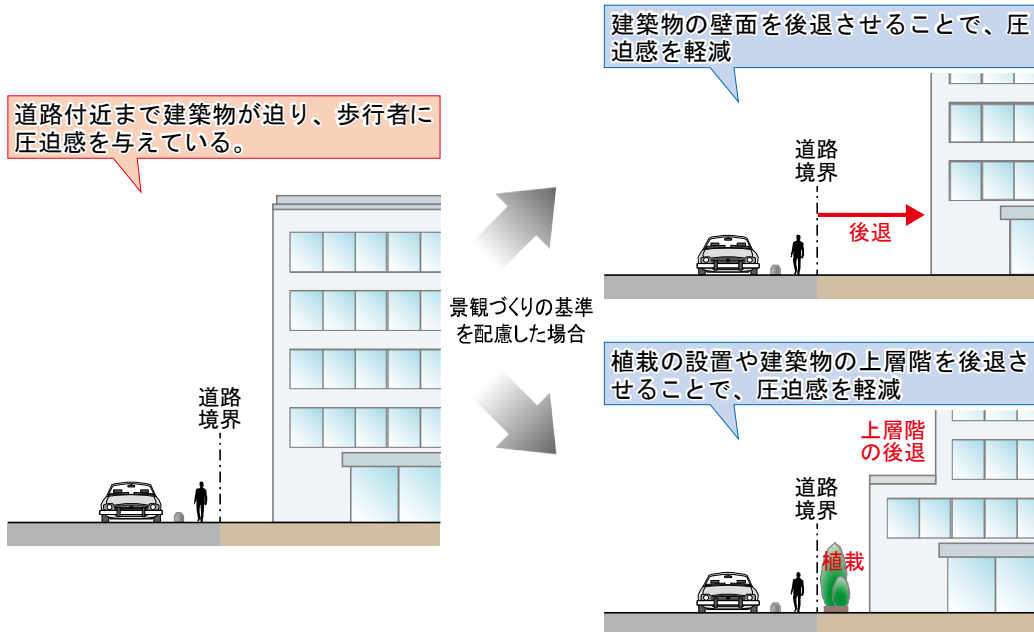 道路付近まで建築物が迫り、歩行者に
圧迫感を与えている。
道路
境界
景観づくりの基準
を配慮した場合
建築物の壁面を後退させることで、圧
迫感を軽減
道路
境界
後退
植栽の設置や建築物の上層階を後退さ
せることで、圧迫感を軽減
上層階
の後退
道路
境界
植栽